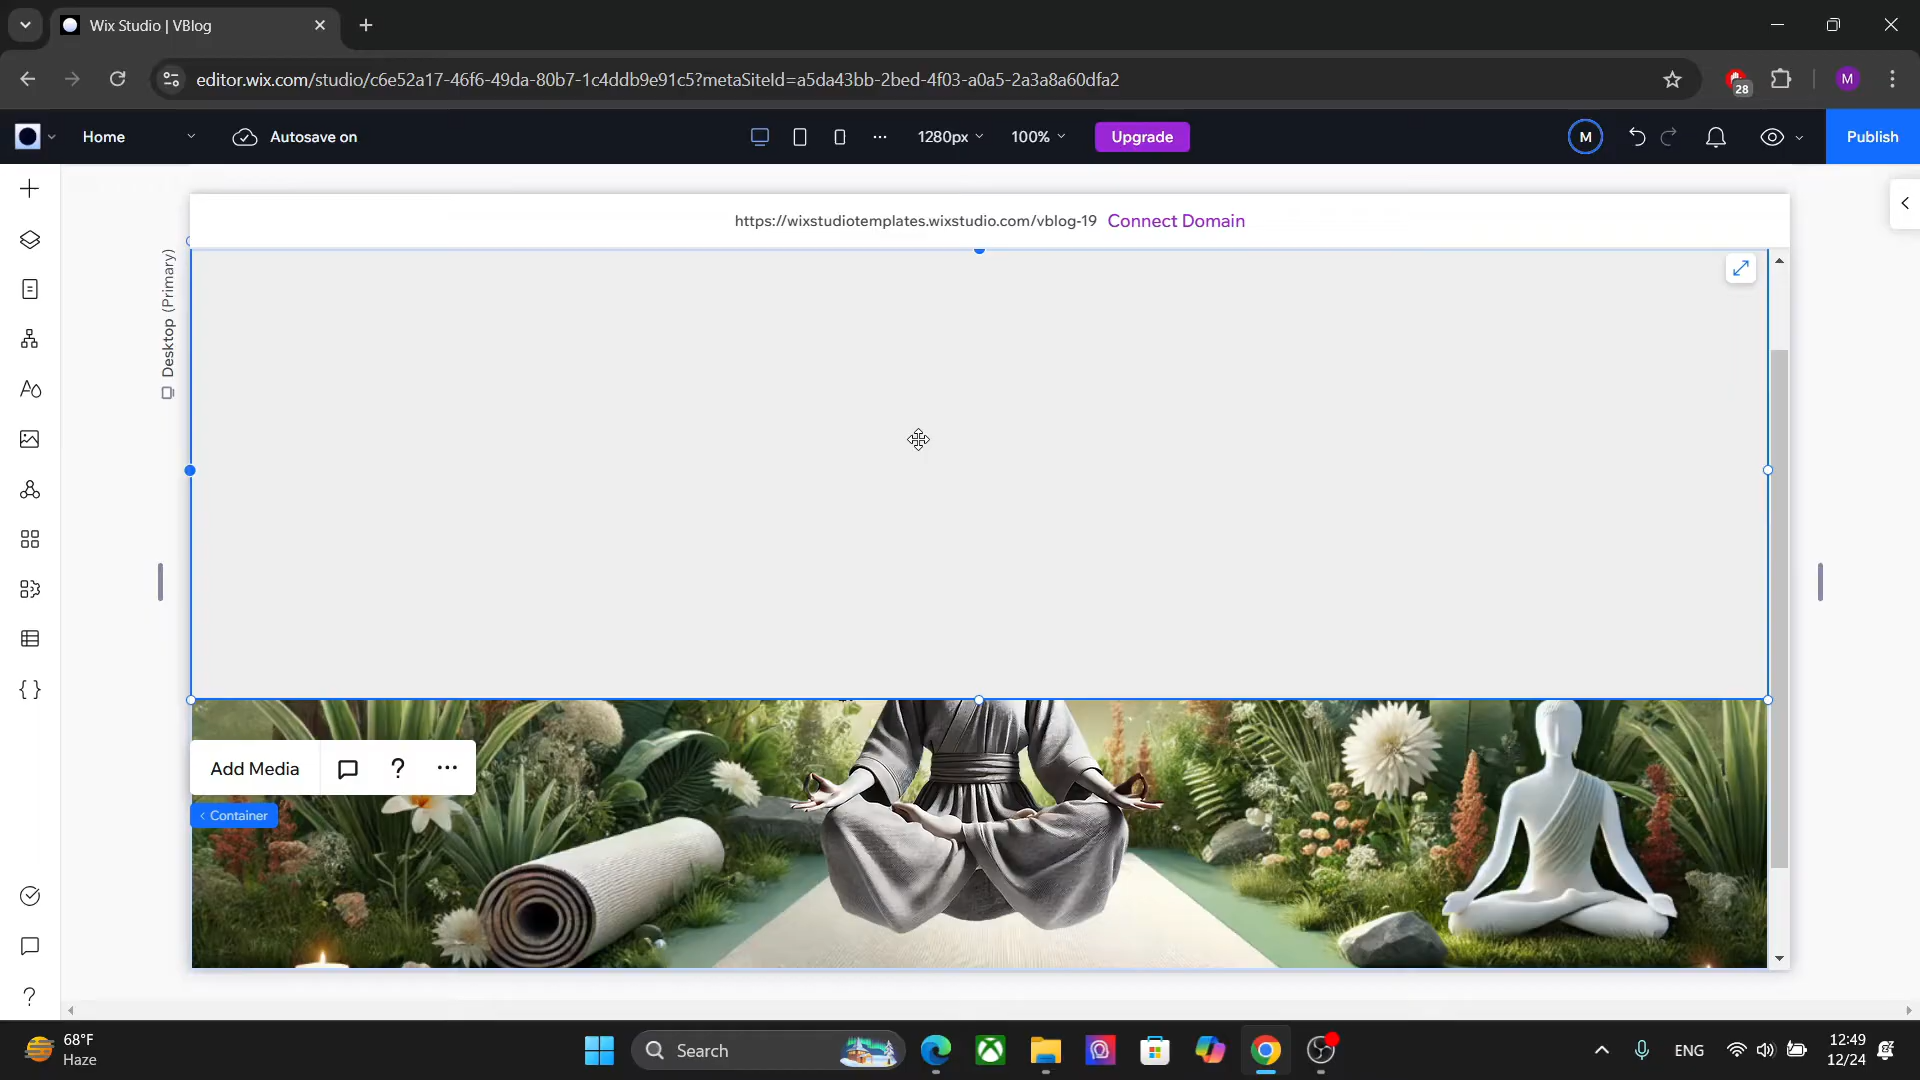 Wix Studio | VBlog
editor.wix.com/studio/c6e52a17-46f6-49da-80b7-1c4ddb9e91c5?metaSiteId=a5da43bb-2bed-4f03-a0a5-2a3a8a60dfa2
28
M
Home
Autosave on
1280px
100%
Upgrade
M
Publish
https://wixstudiotemplates.wixstudio.com/vblog-19 Connect Domain
Desktop (Primary)
Add Media
?
< Container
?
68°F
Haze
Search
ENG
12:49
12/24